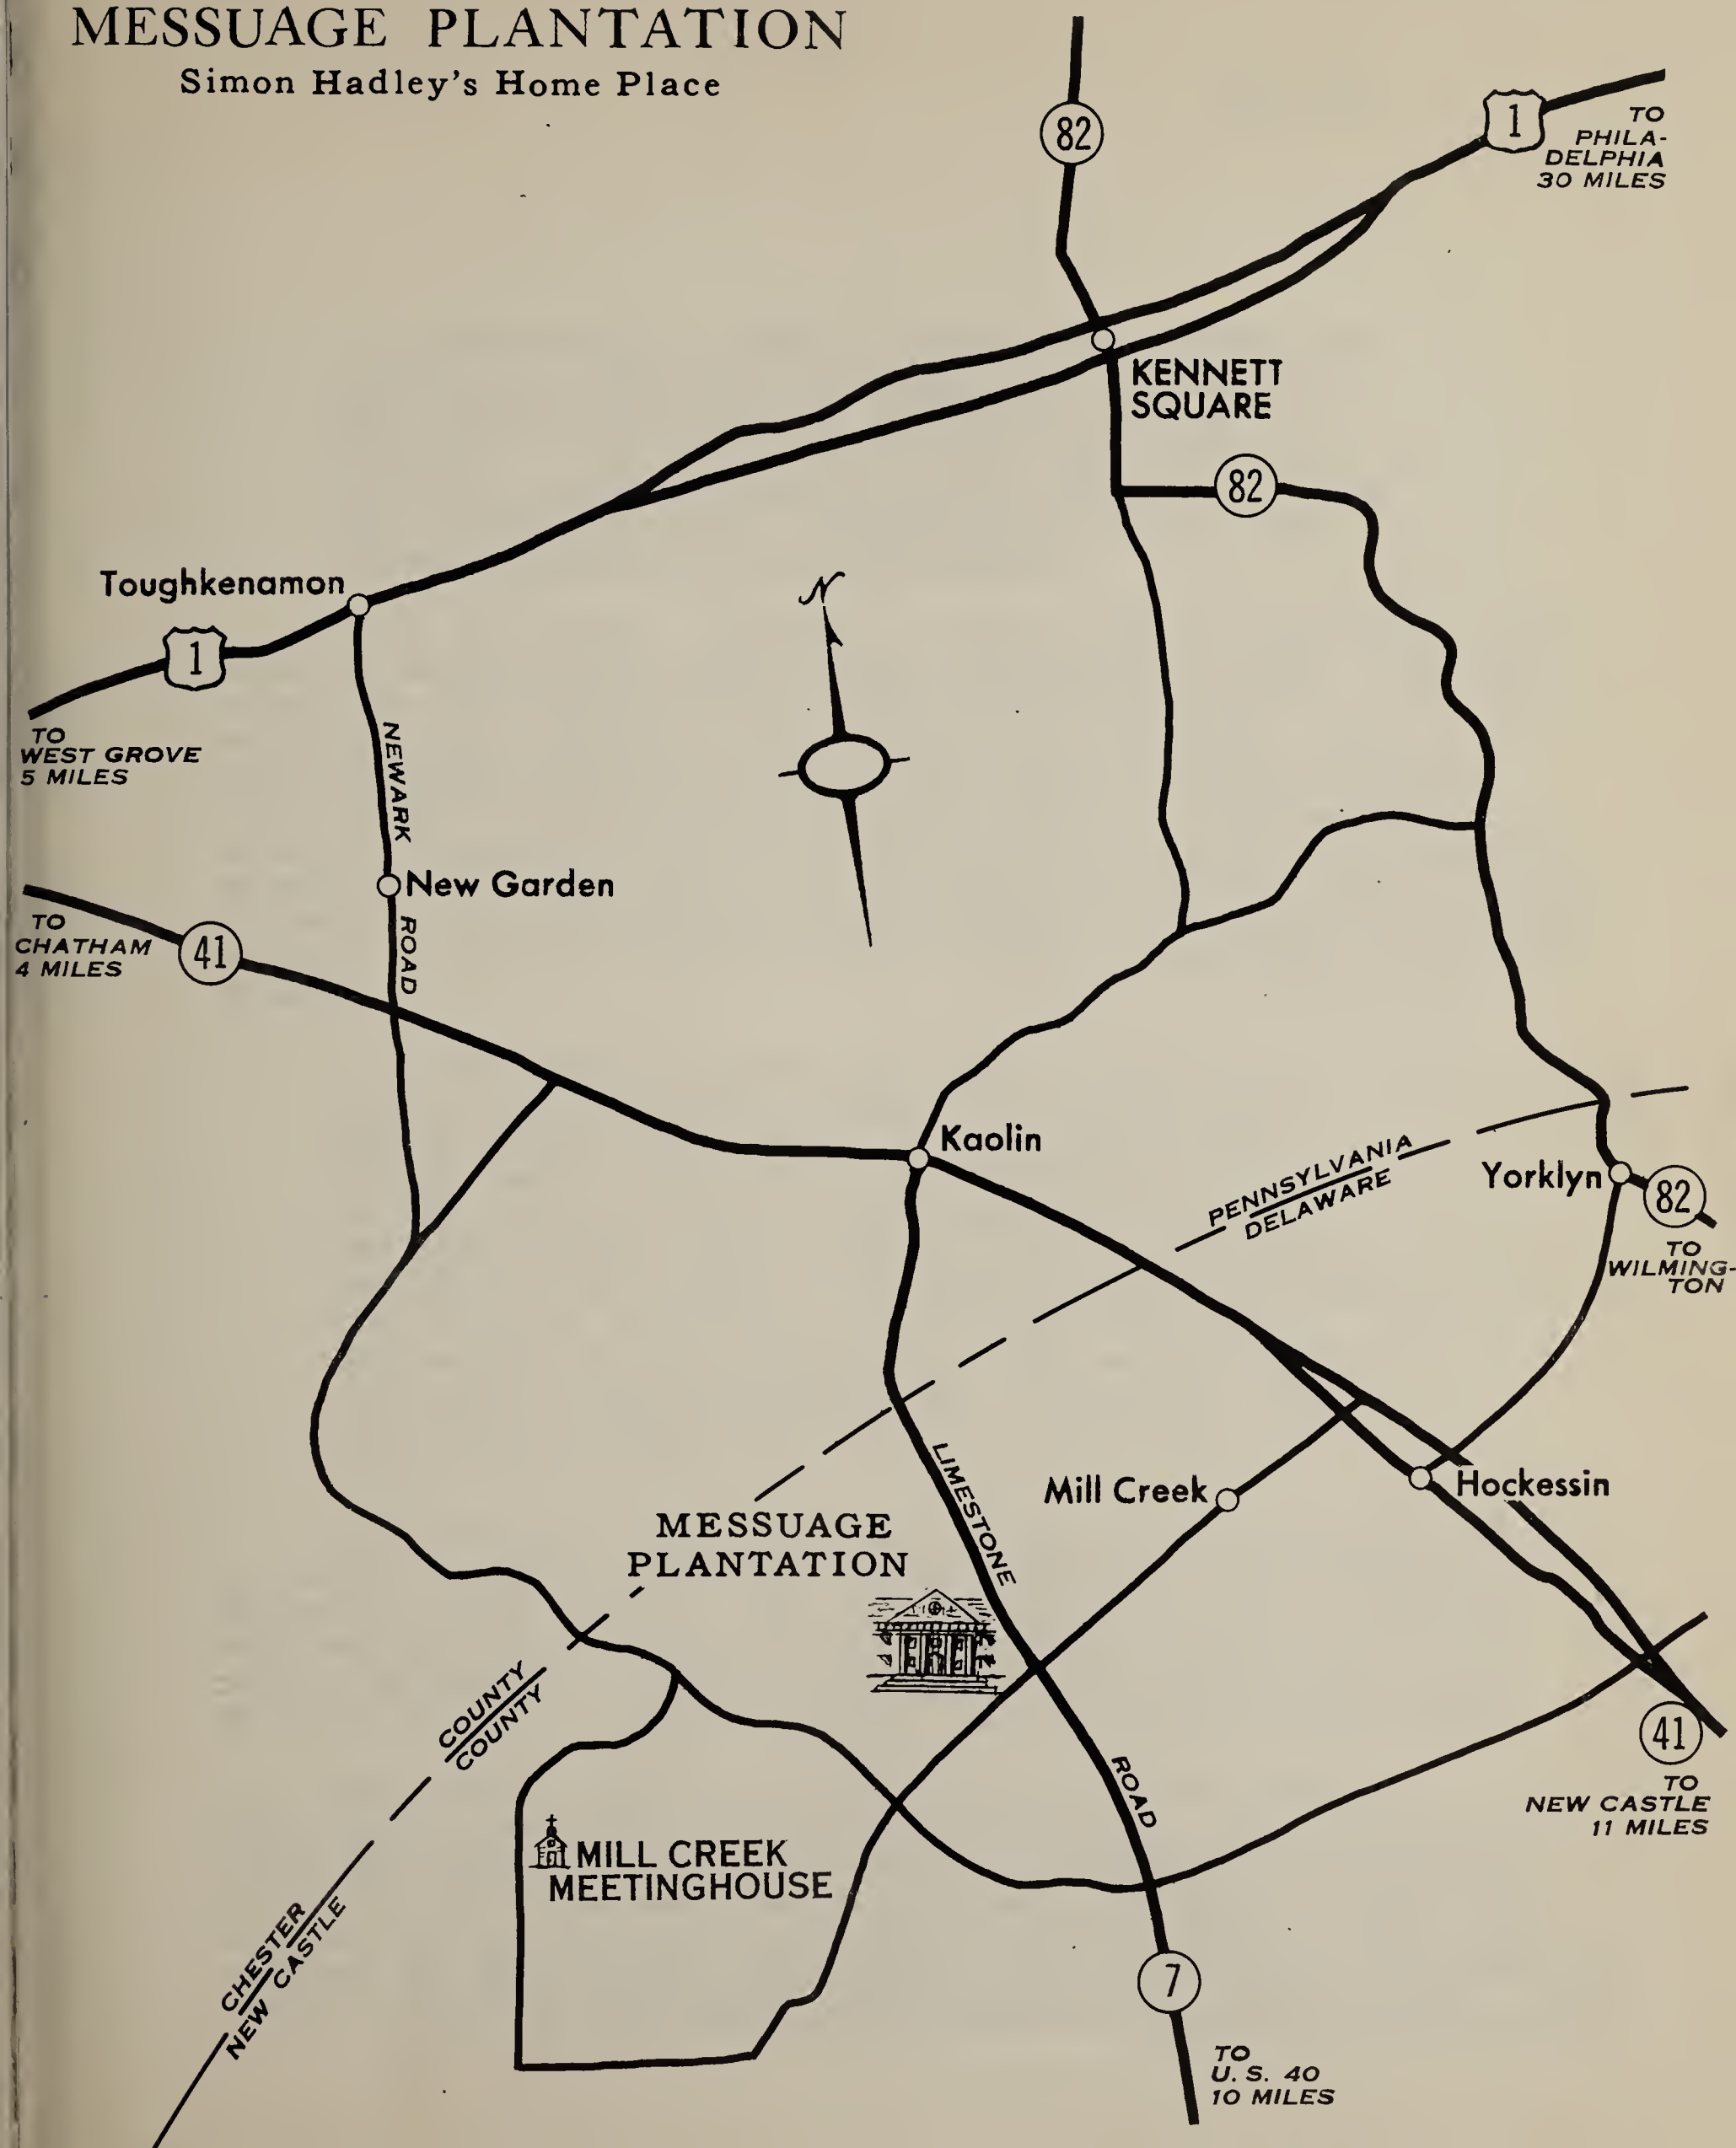 MESSUAGE PLANTATION
Simon Hadley's Home Place
82
1
TO
PHILA-
DELPHIA
30 MILES
KENNETT
SQUARE
82
Toughkenamon
1
N
TO
WEST GROVE
5 MILES
NEWARK
New Garden
ROAD
TO
CHATHAM
4 MILES
41
Kaolin
PENNSYLVANIA
DELAWARE
Yorklyn
82
TO
WILMING-
TON
LIMESTONE
Mill Creek
Hockessin
MESSUAGE
PLANTATION
COUNTY
COUNTY
ROAD
41
TO
NEW CASTLE
11 MILES
MILL CREEK
MEETINGHOUSE
CHESTER
NEW CASTLE
7
TO
U. S. 40
10 MILES